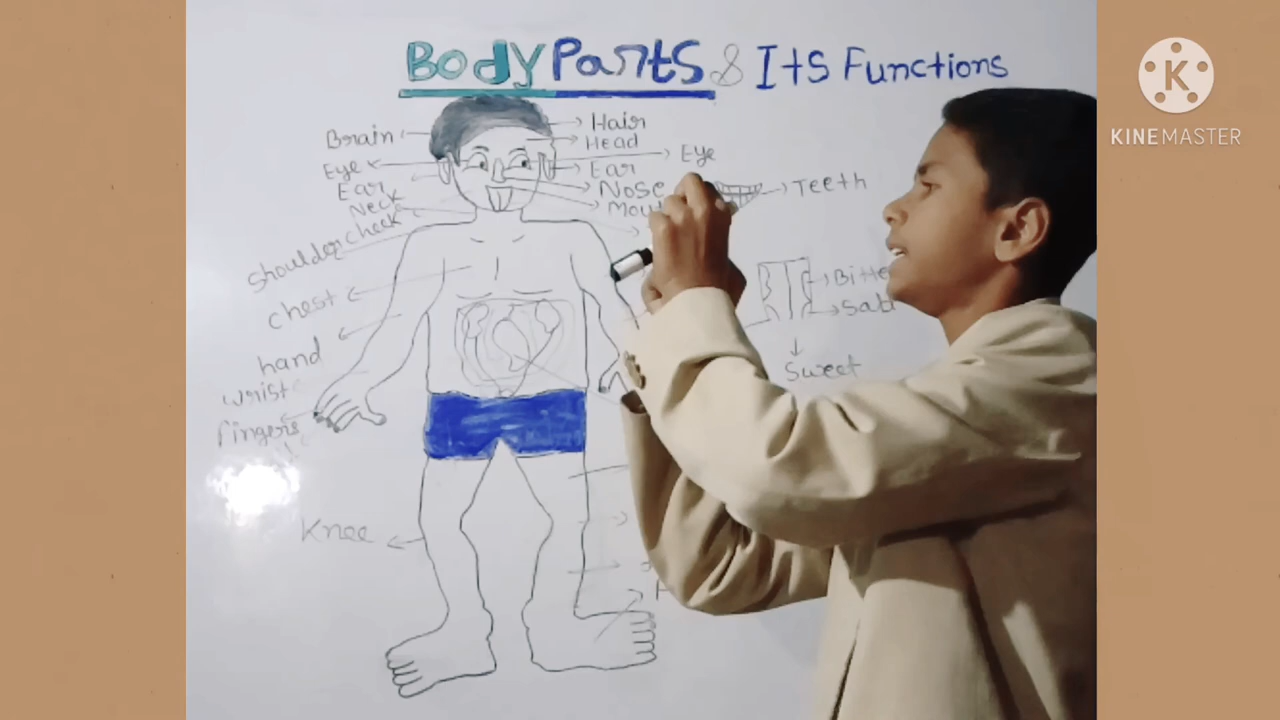 Body Parts & Its Functions
Brain
Hair
Head
Eye
Eye
Ear
Ear
Nose
Neck
Teeth
cheek
shoulder
chest
hand
wrist
fingers
Knee
Sweet
KINEMASTER